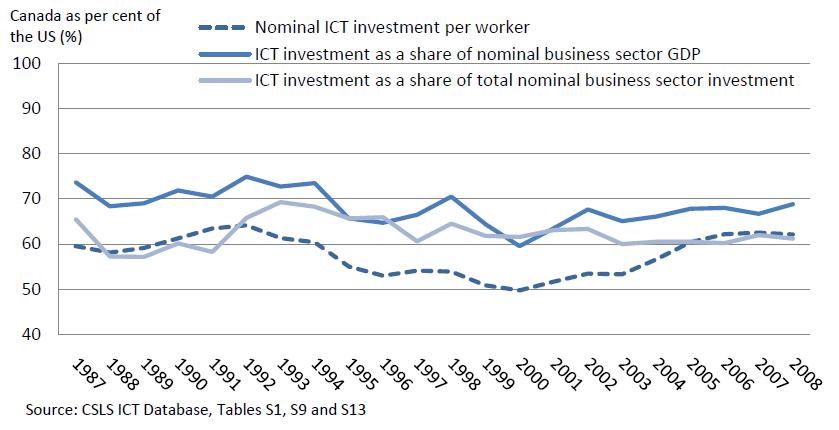 Canada as per cent of
the US (%)
Nominal ICT investment per worker
ICT investment as a share of nominal business sector GDP
ICT investment as a share of total nominal business sector investment
100
90
80
70
60
50
40
1987 1988 1989 1990 1991 1992 1993 1994 1995 1996 1997 1998 1999 2000 2001 2002 2003 2004 2005 2006 2007 2008
Source: CSLS ICT Database, Tables S1, S9 and S13